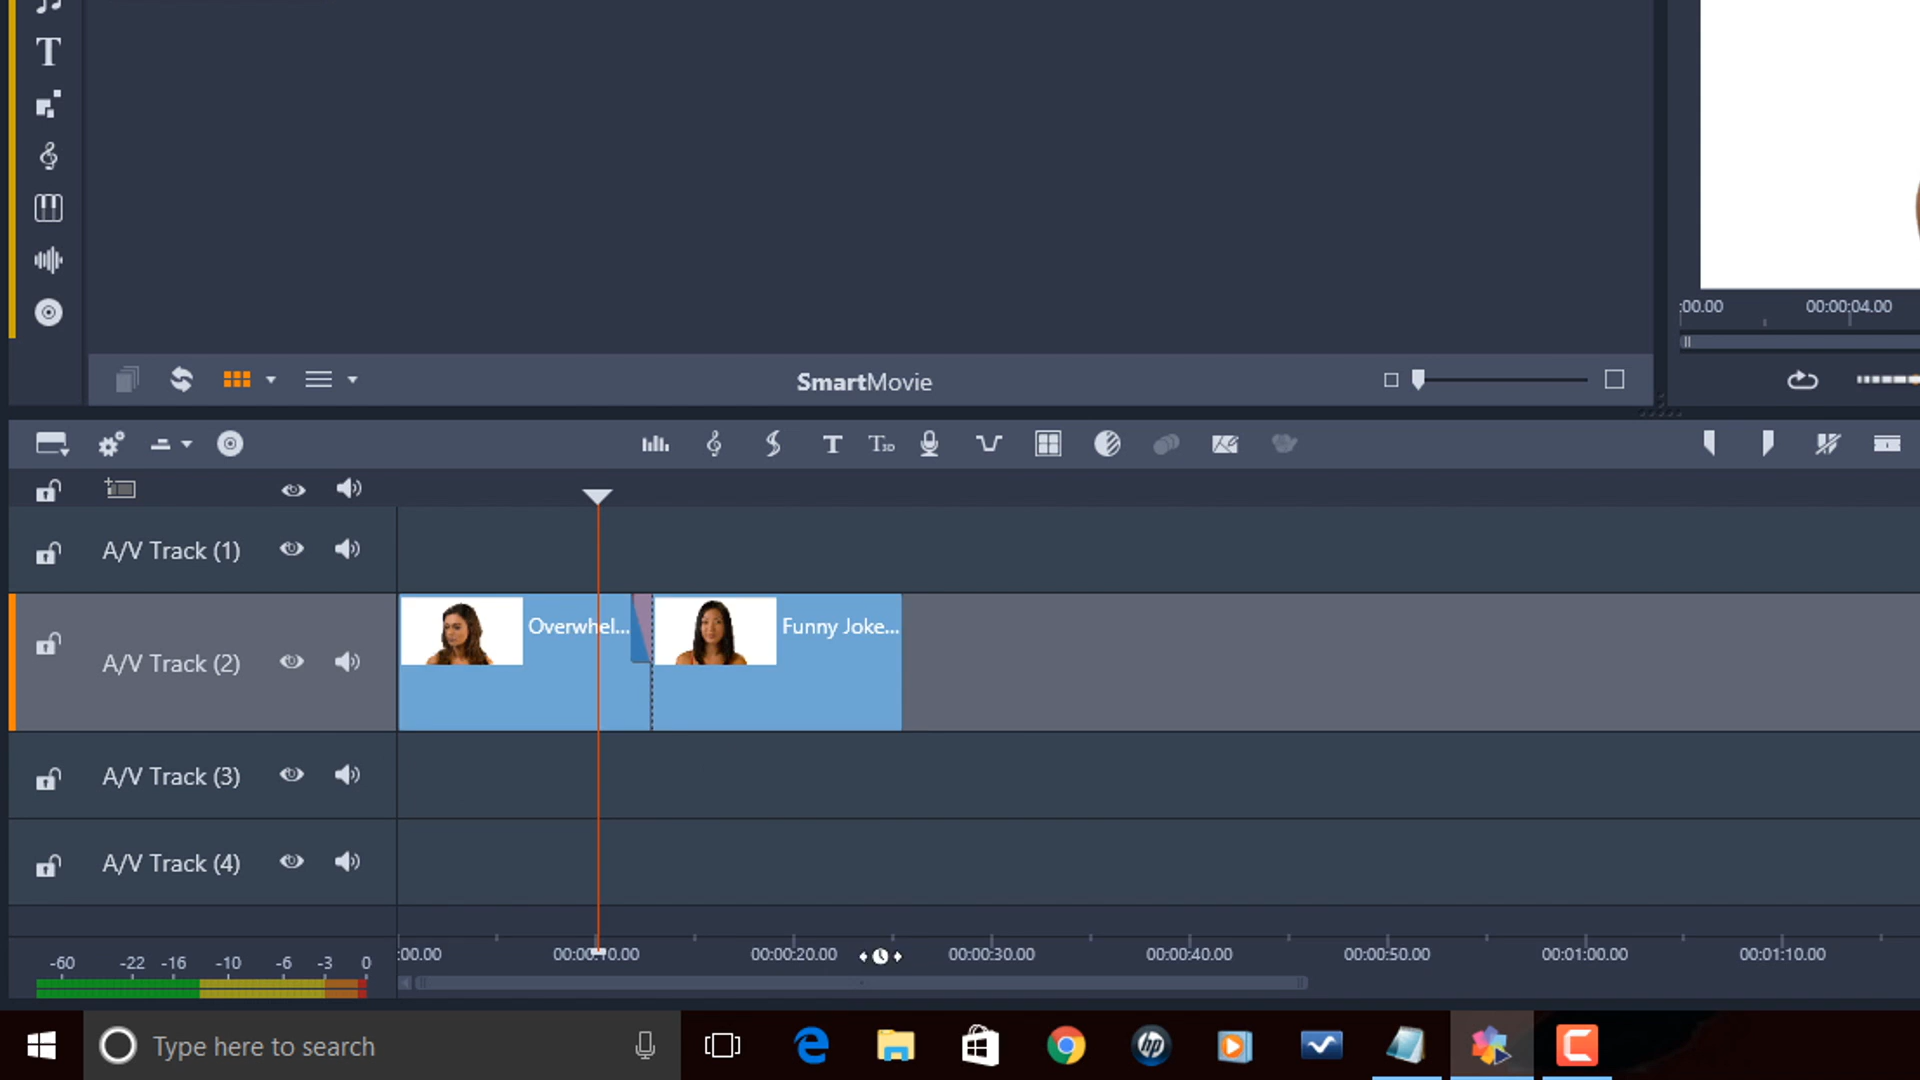 :00.00 00:00:04.00
SmartMovie
T T3D
A/V Track (1)
A/V Track (2)
Overwhel...
Funny Joke...
A/V Track (3)
A/V Track (4)
:00.00 00:00:10.00 00:00:20.00 00:00:30.00 00:00:40.00 00:00:50.00 00:01:00.00 00:01:10.00
-60 -22 -16 -10 -6 -3 0
Type here to search
hp